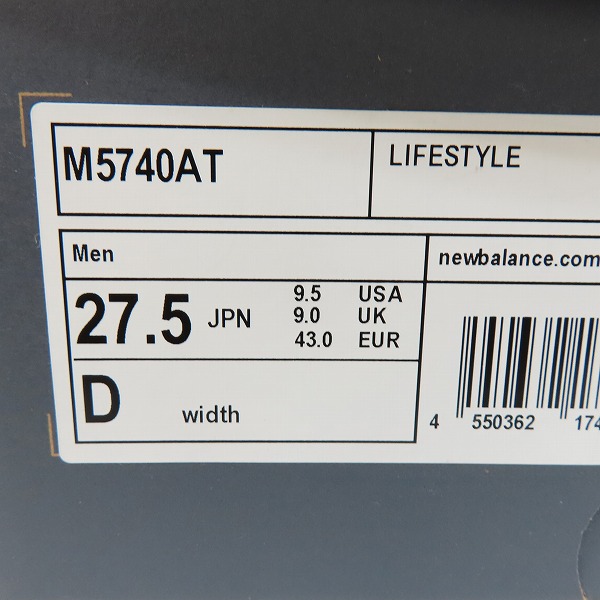 M5740AT
LIFESTYLE
Men
newbalance.com
27.5 JPN
9.5 USA
9.0 UK
43.0 EUR
D width
4 550362 174